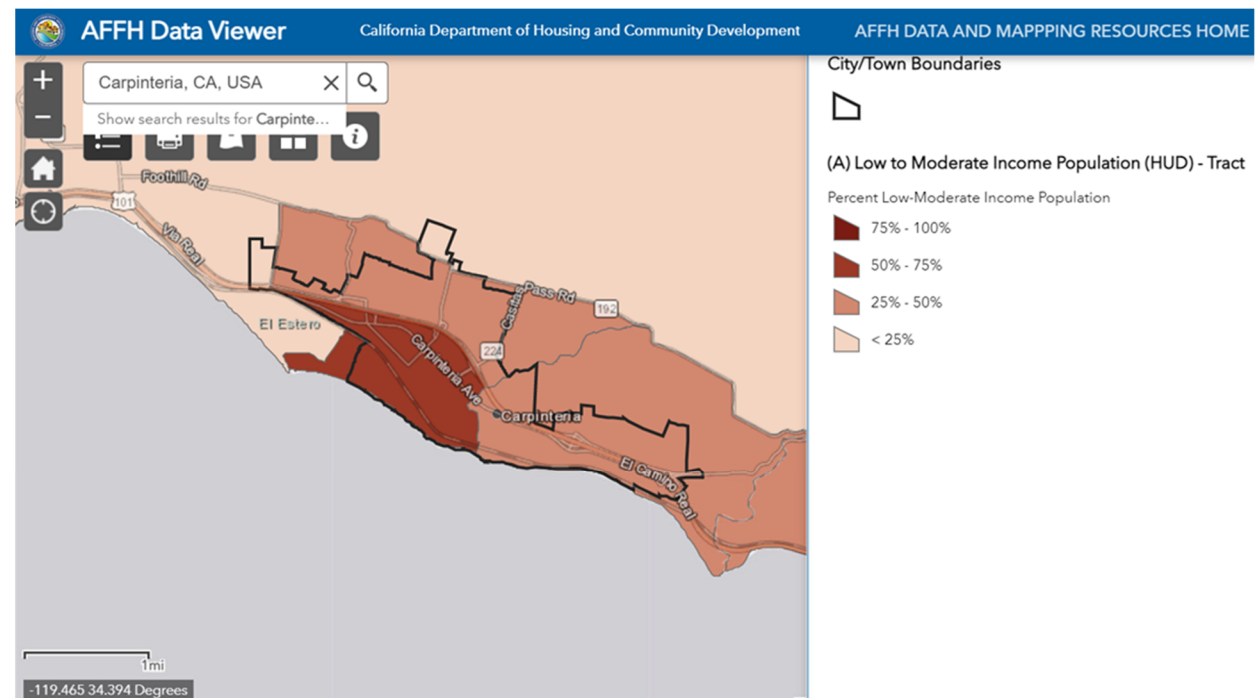 AFFH Data Viewer
California Department of Housing and Community Development
AFFH DATA AND MAPPPING RESOURCES HOME
+
Carpinteria, CA, USA
−
Show search results for Carpinte...
Foothill Rd
101
Via Real
El Estero
Casitas Pass Rd
192
224
Carpinteria Ave
Carpinteria
El Camino Real
1mi
-119.465 34.394 Degrees
City/Town Boundaries
(A) Low to Moderate Income Population (HUD) - Tract
Percent Low-Moderate Income Population
75% - 100%
50% - 75%
25% - 50%
< 25%